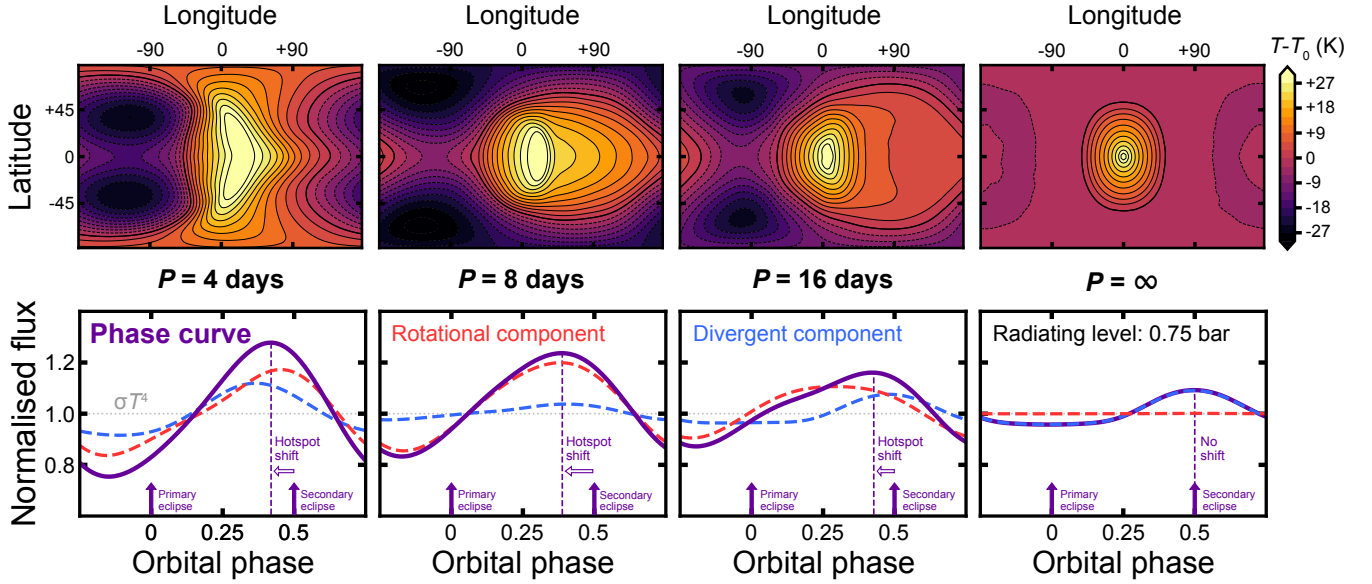 Longitude Longitude Longitude Longitude
-90 0 +90 -90 0 +90 -90 0 +90 -90 0 +90
T-T0 (K)
Latitude
+45
0
-45
+27
+18
+9
0
-9
-18
-27
P = 4 days P = 8 days P = 16 days P = ∞
Normalised flux
1.2
1.0
0.8
Phase curve
σT⁴
Hotspot
shift
Primary
eclipse
Secondary
eclipse
Rotational component
Hotspot
shift
Primary
eclipse
Secondary
eclipse
Divergent component
Hotspot
shift
Primary
eclipse
Secondary
eclipse
Radiating level: 0.75 bar
No
shift
Primary
eclipse
Secondary
eclipse
0 0.25 0.5 0 0.25 0.5 0 0.25 0.5 0 0.25 0.5
Orbital phase Orbital phase Orbital phase Orbital phase